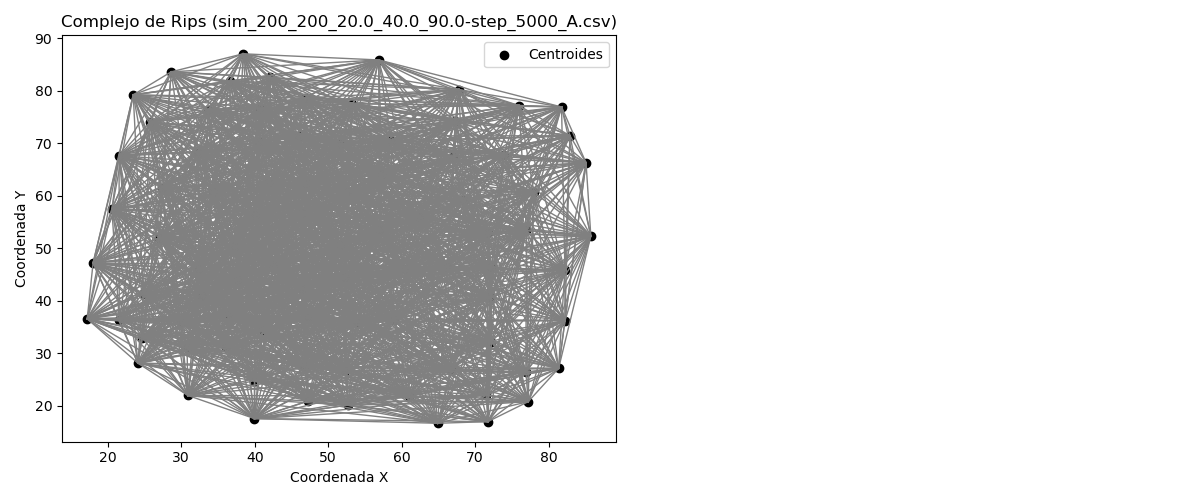 Complejo de Rips (sim_200_200_20.0_40.0_90.0-step_5000_A.csv)
Centroides
90
80
70
60
50
40
30
20
Coordenada Y
20 30 40 50 60 70 80
Coordenada X